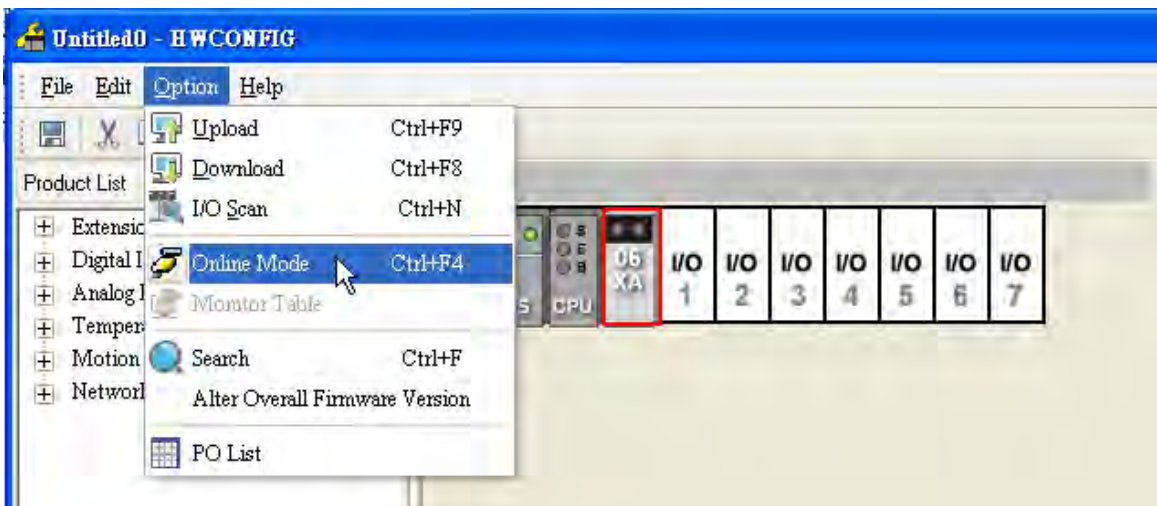 Untitled0 - HWCONFIG
File Edit Option Help
Upload Ctrl+F9
Download Ctrl+F8
Product List
I/O Scan Ctrl+N
Extensio
Digital I
Online Mode Ctrl+F4
Analog I
Monitor Table
Temper
Motion
Search Ctrl+F
Network
Alter Overall Firmware Version
PO List
S CPU 06 XA I/O 1 I/O 2 I/O 3 I/O 4 I/O 5 I/O 6 I/O 7